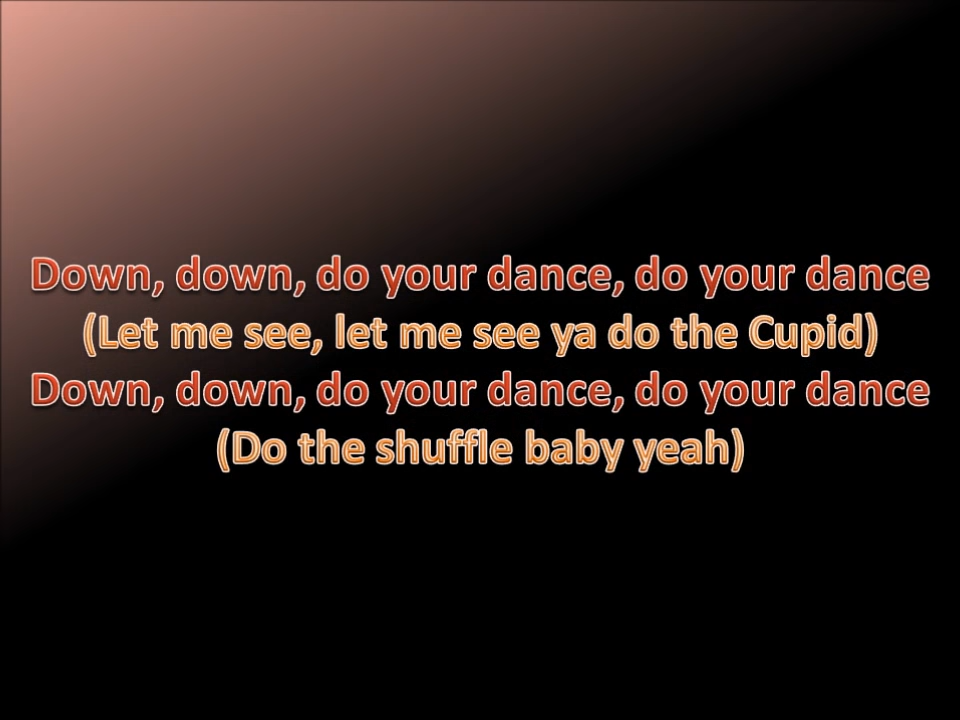 Down, down, do your dance, do your dance
(Let me see, let me see ya do the Cupid)
Down, down, do your dance, do your dance
(Do the shuffle baby yeah)